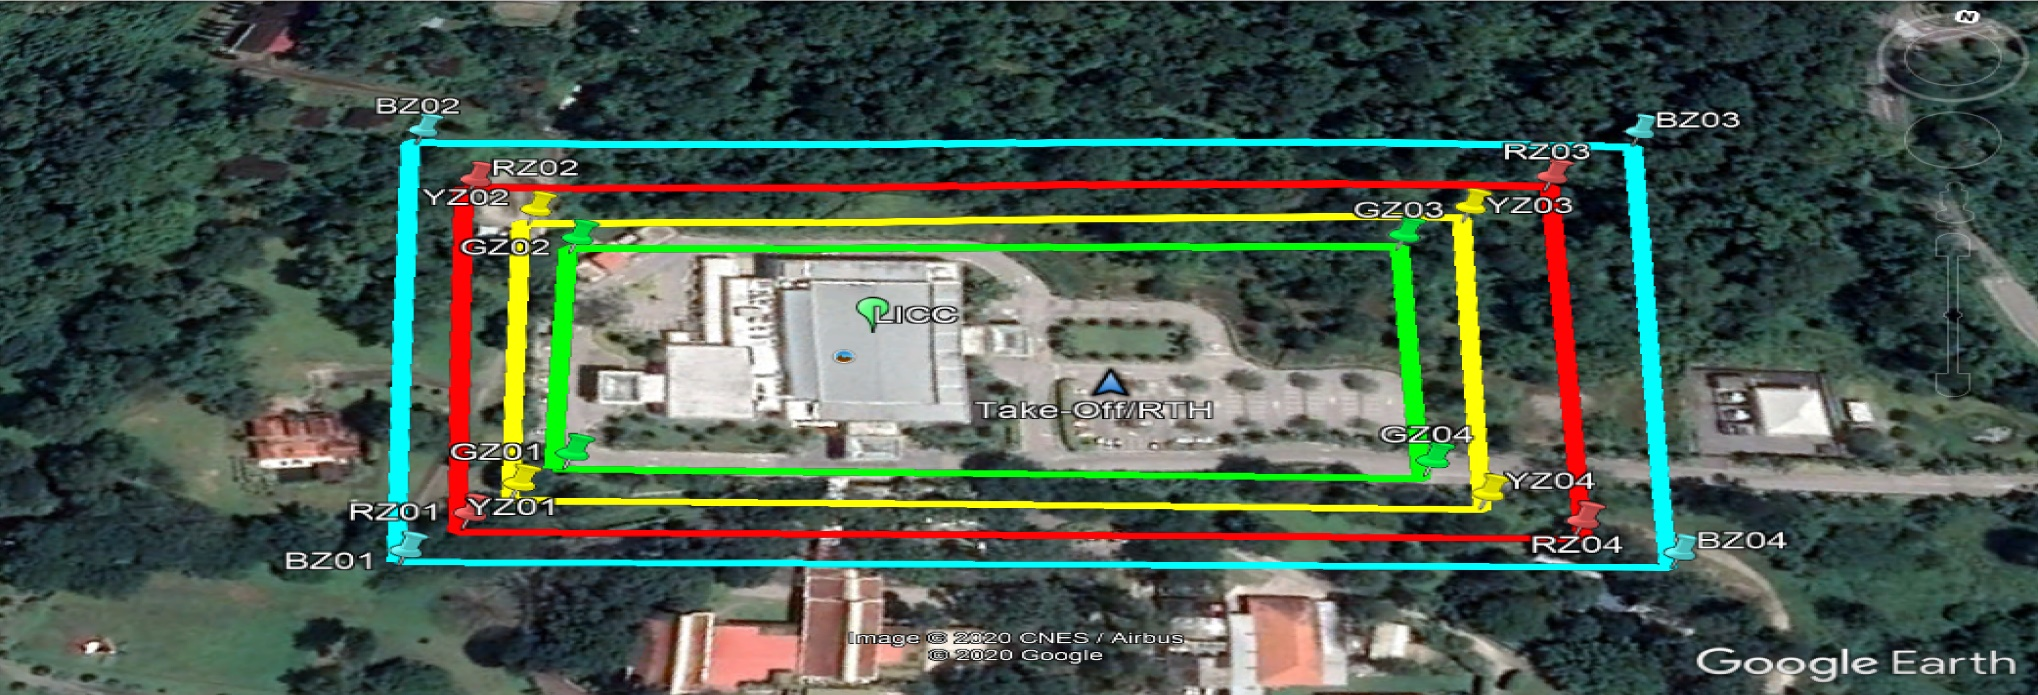 N
BZ02
BZ03
RZ03
RZ02
YZ02
YZ03
GZ03
GZ02
LICC
Take-Off/RTH
GZ04
GZ01
YZ04
YZ01
RZ01
RZ04
BZ04
BZ01
Image © 2020 CNES / Airbus
© 2020 Google
Google Earth